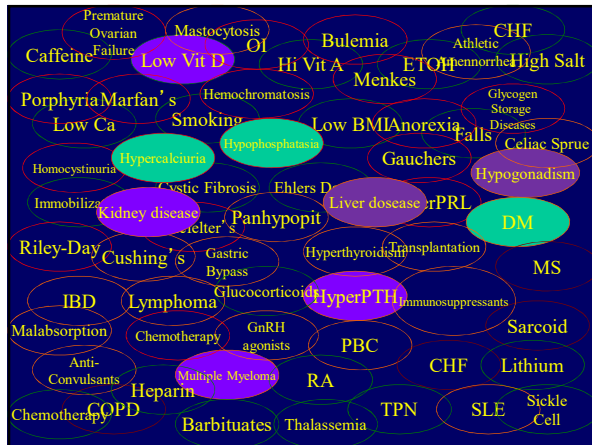 Premature
Ovarian
Failure
Mastocytosis
OI
Bulemia
CHF
Caffeine
Low Vit D
Hi Vit A
ETOH
Athletic
Amennorrhea
High Salt
Menkes
Porphyria
Marfan's
Hemochromatosis
Glycogen
Storage
Diseases
Low Ca
Smoking
Low BMI
Anorexia
Falls
Celiac Sprue
Hypercalciuria
Hypophosphatasia
Gauchers
Homocystinuria
Cystic Fibrosis
Ehlers D
Hypogonadism
Immobiliza
Kidney disease
Liver dosease
erPRL
Panhypopit
DM
Riley-Day
felter's
Cushing's
Gastric
Bypass
Hyperthyroidism
Transplantation
MS
IBD
Lymphoma
Glucocorticoids
HyperPTH
Immunosuppressants
Malabsorption
Chemotherapy
GnRH
agonists
PBC
Sarcoid
Anti-
Convulsants
Multiple Myeloma
RA
CHF
Lithium
Heparin
Chemotherapy
COPD
Barbituates
Thalassemia
TPN
SLE
Sickle
Cell